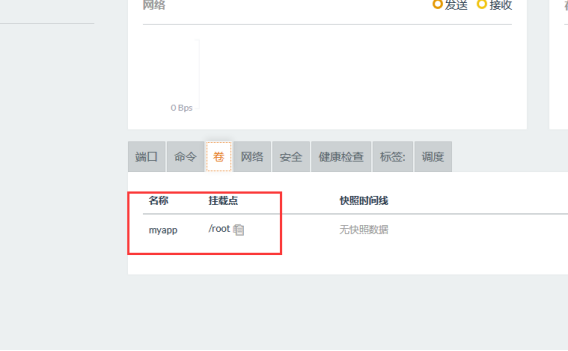 网络
发送 接收
0 Bps
端口 命令 卷 网络 安全 健康检查 标签: 调度
名称 挂载点 快照时间线
myapp /root 无快照数据